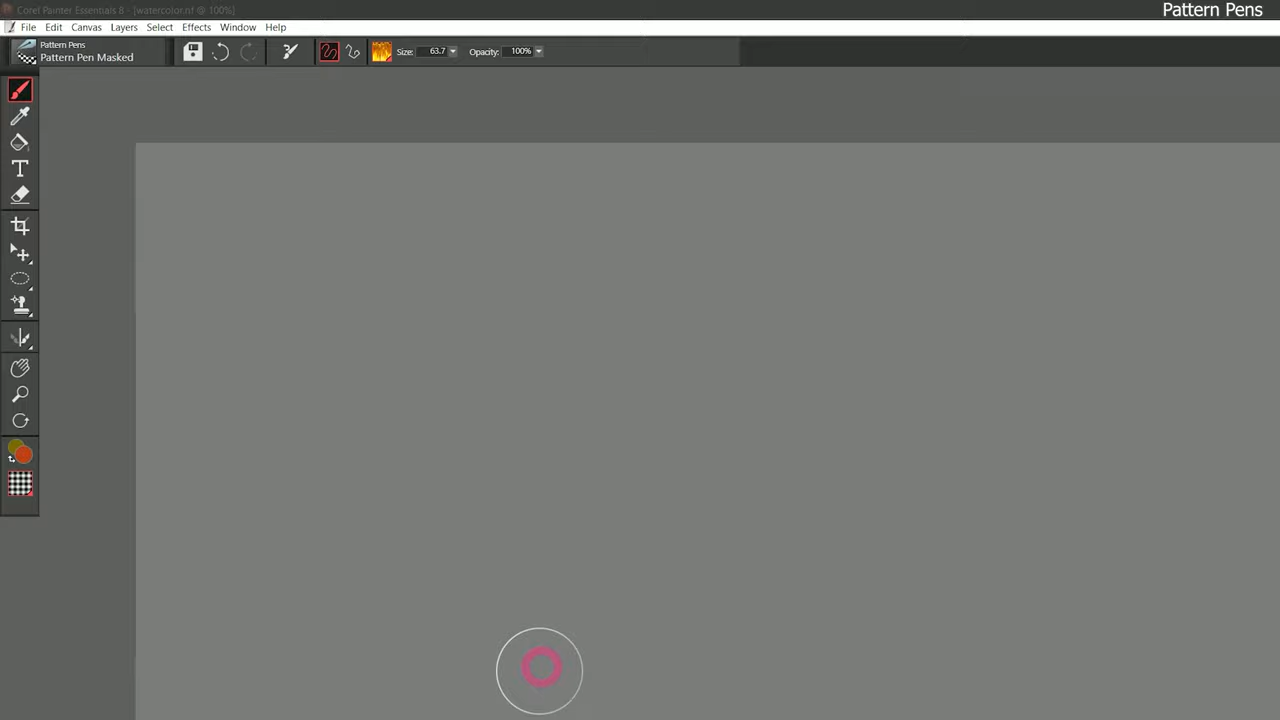 Corel Painter Essentials 8 - [watercolor.rif @ 100%]
Pattern Pens
File Edit Canvas Layers Select Effects Window Help
Pattern Pens
Pattern Pen Masked
Size: 63.7
Opacity: 100%
T